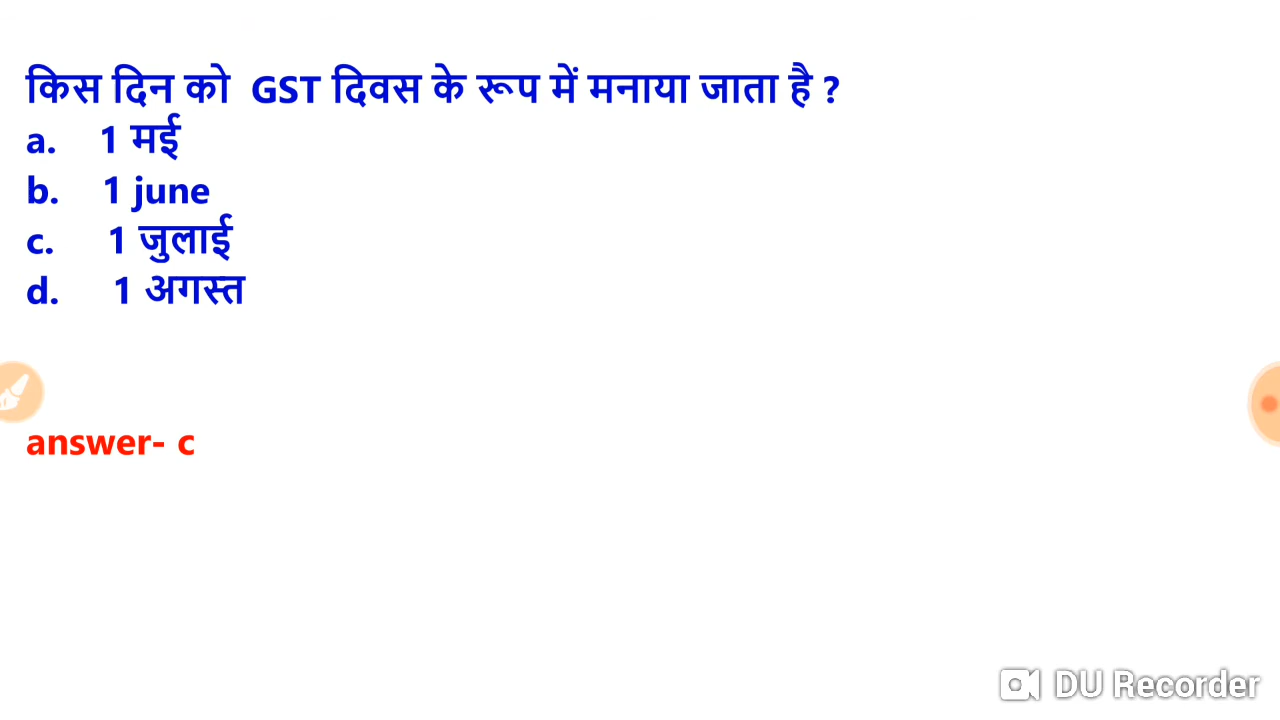 किस दिन को GST दिवस के रूप में मनाया जाता है ?
a. 1 मई
b. 1 june
c. 1 जुलाई
d. 1 अगस्त
answer- c
DU Recorder